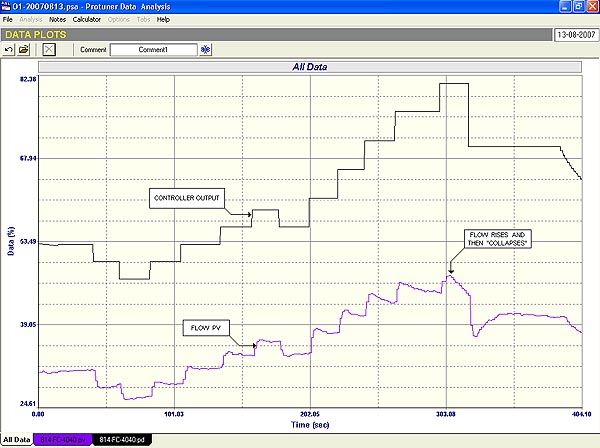 01-20070813.psa - Protuner Data Analysis
File Analysis Notes Calculator Options Tabs Help
DATA PLOTS
13-08-2007
Comment Comment1
All Data
82.38
67.94
53.49
39.05
24.61
Data (%)
CONTROLLER OUTPUT
FLOW RISES AND
THEN "COLLAPSES"
FLOW PV
0.00 101.03 202.05 303.08 404.10
Time (sec)
All Data 814-FC-4040 pv 814-FC-4040 pd